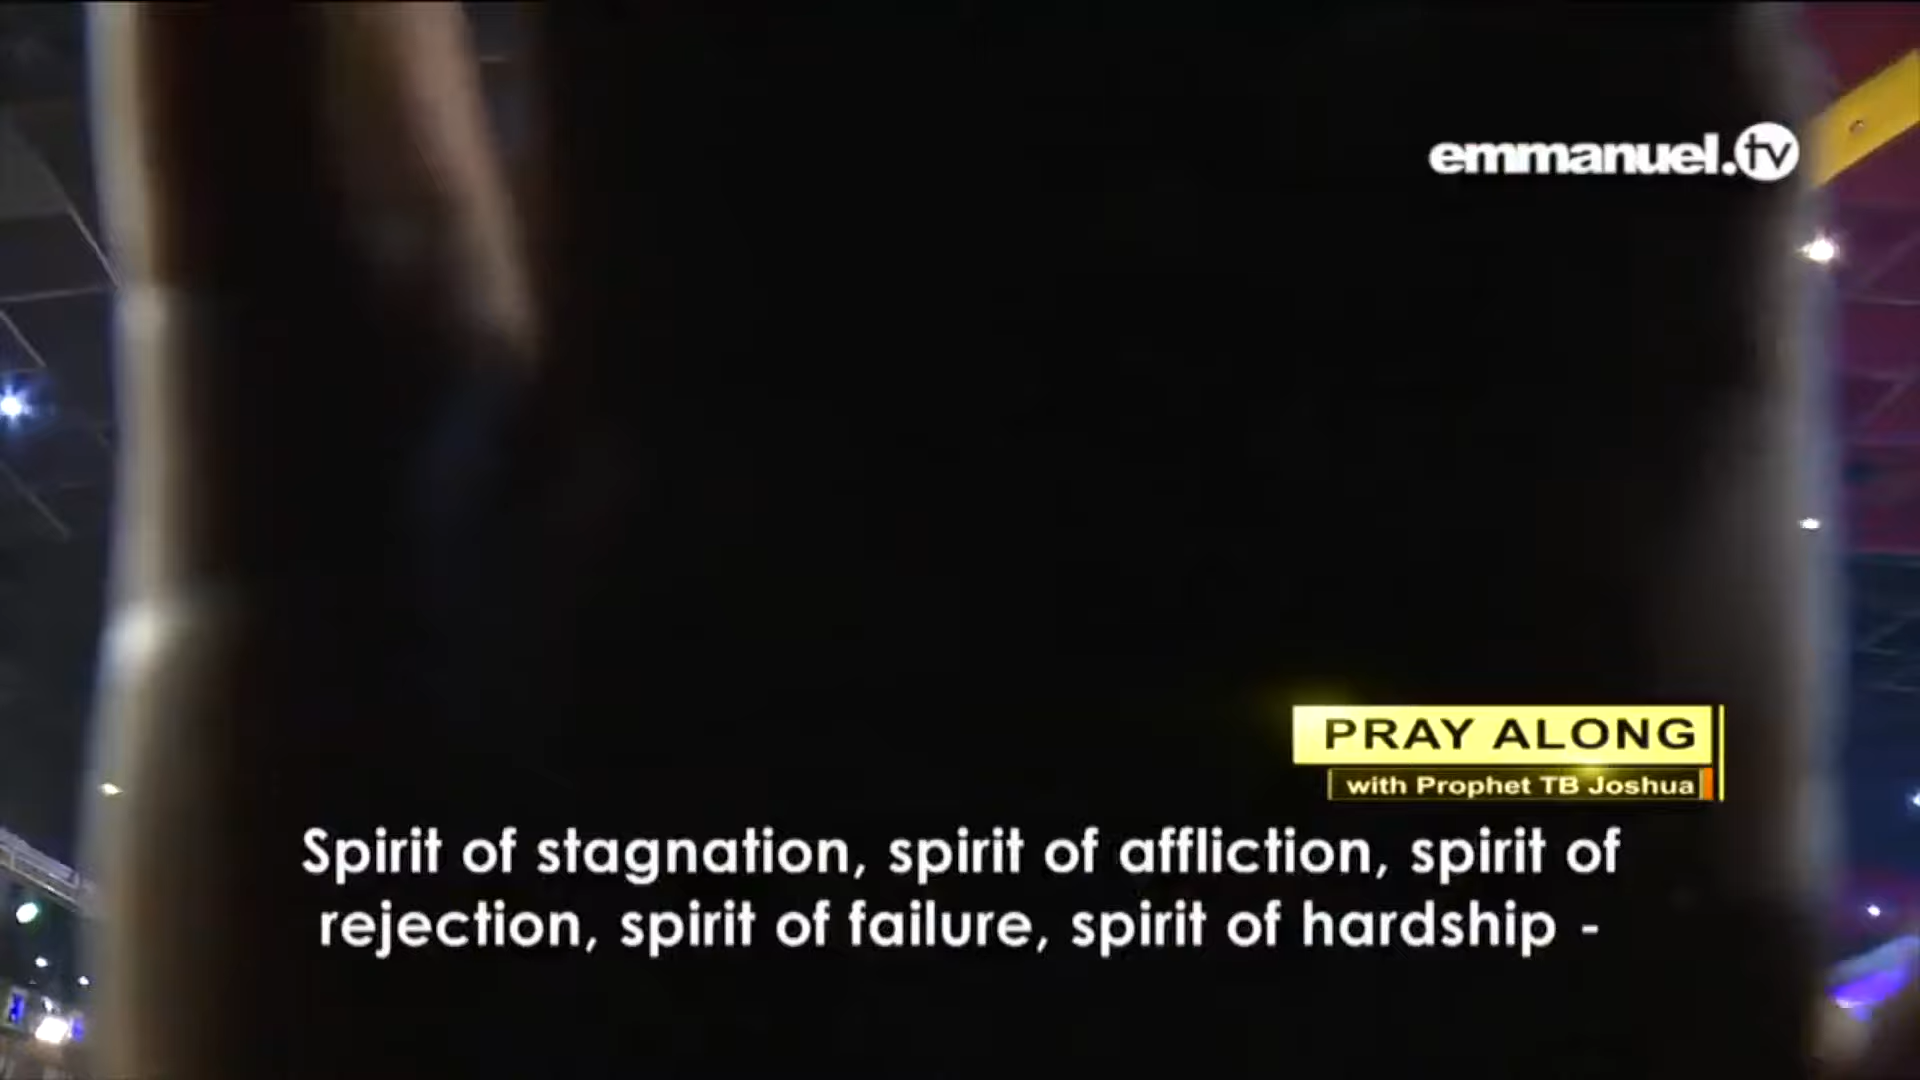 emmanuel.tv
PRAY ALONG
with Prophet TB Joshua
Spirit of stagnation, spirit of affliction, spirit of
rejection, spirit of failure, spirit of hardship -